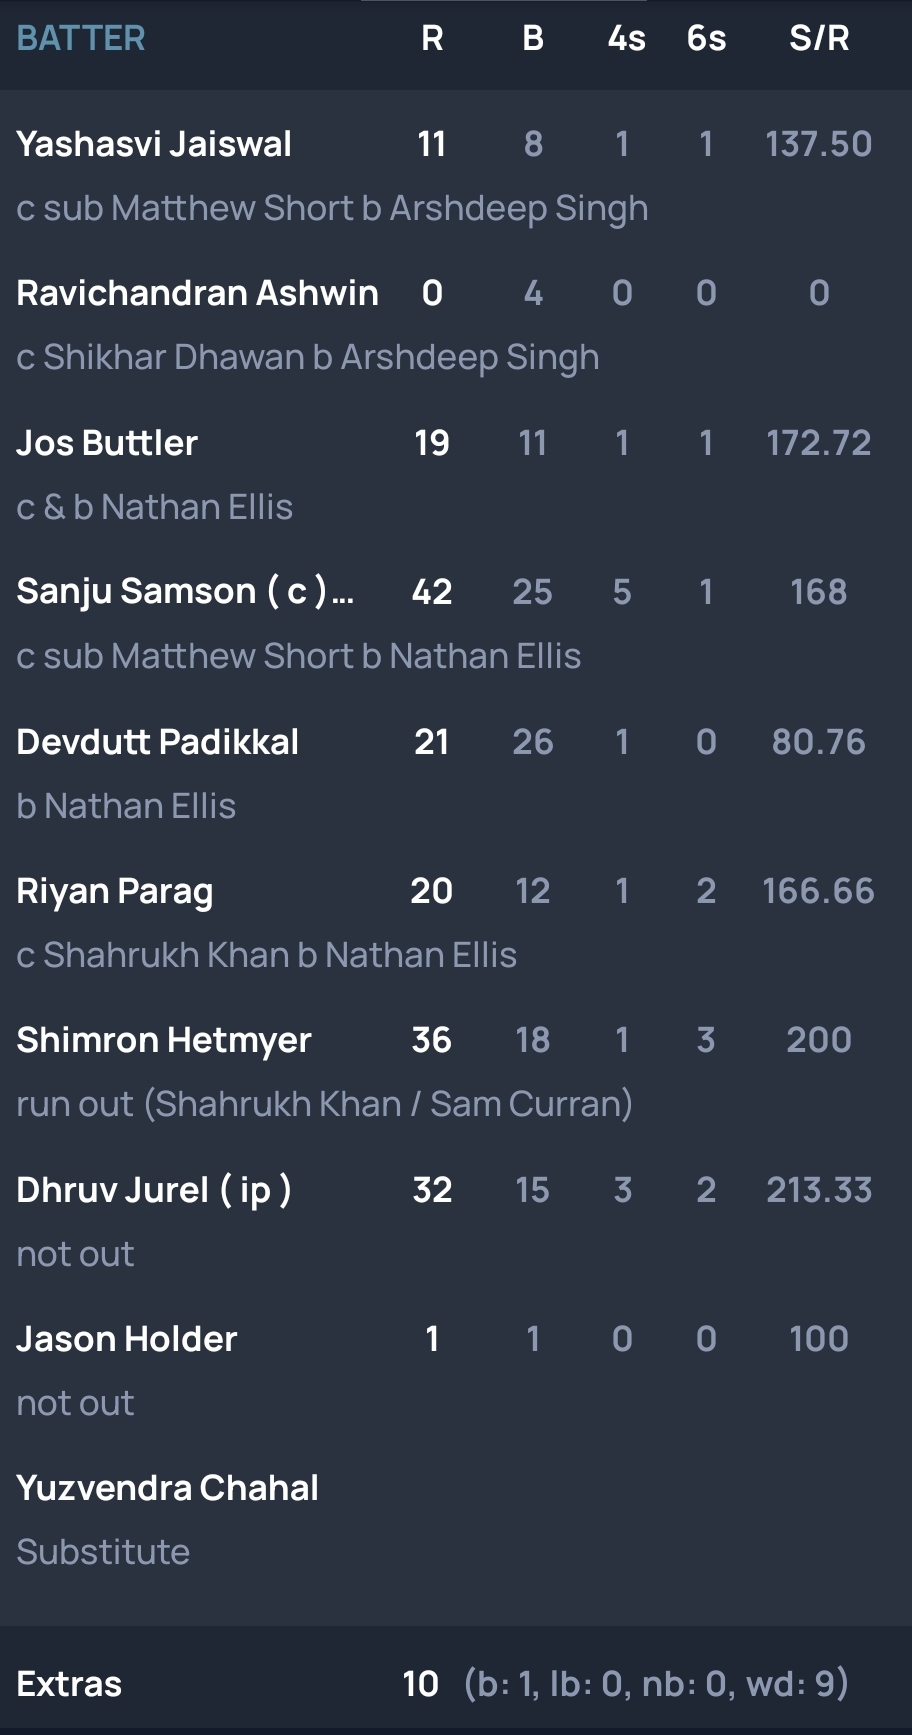 BATTER R B 4s 6s S/R
Yashasvi Jaiswal 11 8 1 1 137.50
c sub Matthew Short b Arshdeep Singh
Ravichandran Ashwin 0 4 0 0 0
c Shikhar Dhawan b Arshdeep Singh
Jos Buttler 19 11 1 1 172.72
c & b Nathan Ellis
Sanju Samson ( c )... 42 25 5 1 168
c sub Matthew Short b Nathan Ellis
Devdutt Padikkal 21 26 1 0 80.76
b Nathan Ellis
Riyan Parag 20 12 1 2 166.66
c Shahrukh Khan b Nathan Ellis
Shimron Hetmyer 36 18 1 3 200
run out (Shahrukh Khan / Sam Curran)
Dhruv Jurel ( ip ) 32 15 3 2 213.33
not out
Jason Holder 1 1 0 0 100
not out
Yuzvendra Chahal
Substitute
Extras 10 (b: 1, lb: 0, nb: 0, wd: 9)